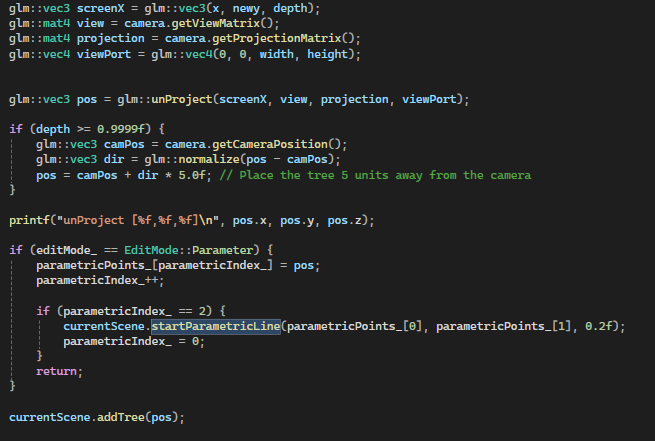 glm::vec3 screenX = glm::vec3(x, newy, depth);
glm::mat4 view = camera.getViewMatrix();
glm::mat4 projection = camera.getProjectionMatrix();
glm::vec4 viewPort = glm::vec4(0, 0, width, height);
glm::vec3 pos = glm::unProject(screenX, view, projection, viewPort);
if (depth >= 0.9999f) {
glm::vec3 camPos = camera.getCameraPosition();
glm::vec3 dir = glm::normalize(pos - camPos);
pos = camPos + dir * 5.0f; // Place the tree 5 units away from the camera
}
printf("unProject [%f,%f,%f]\n", pos.x, pos.y, pos.z);
if (editMode_ == EditMode::Parameter) {
parametricPoints_[parametricIndex_] = pos;
parametricIndex_++;
if (parametricIndex_ == 2) {
currentScene.startParametricLine(parametricPoints_[0], parametricPoints_[1], 0.2f);
parametricIndex_ = 0;
}
return;
}
currentScene.addTree(pos);